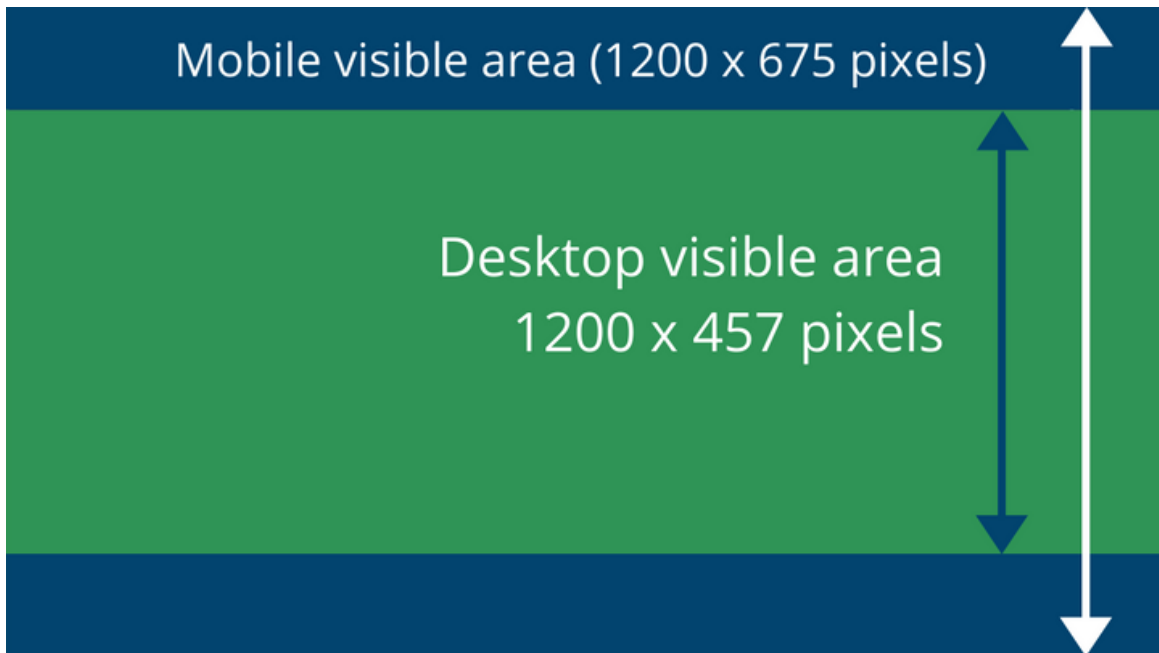 Mobile visible area (1200 x 675 pixels)
Desktop visible area
1200 x 457 pixels